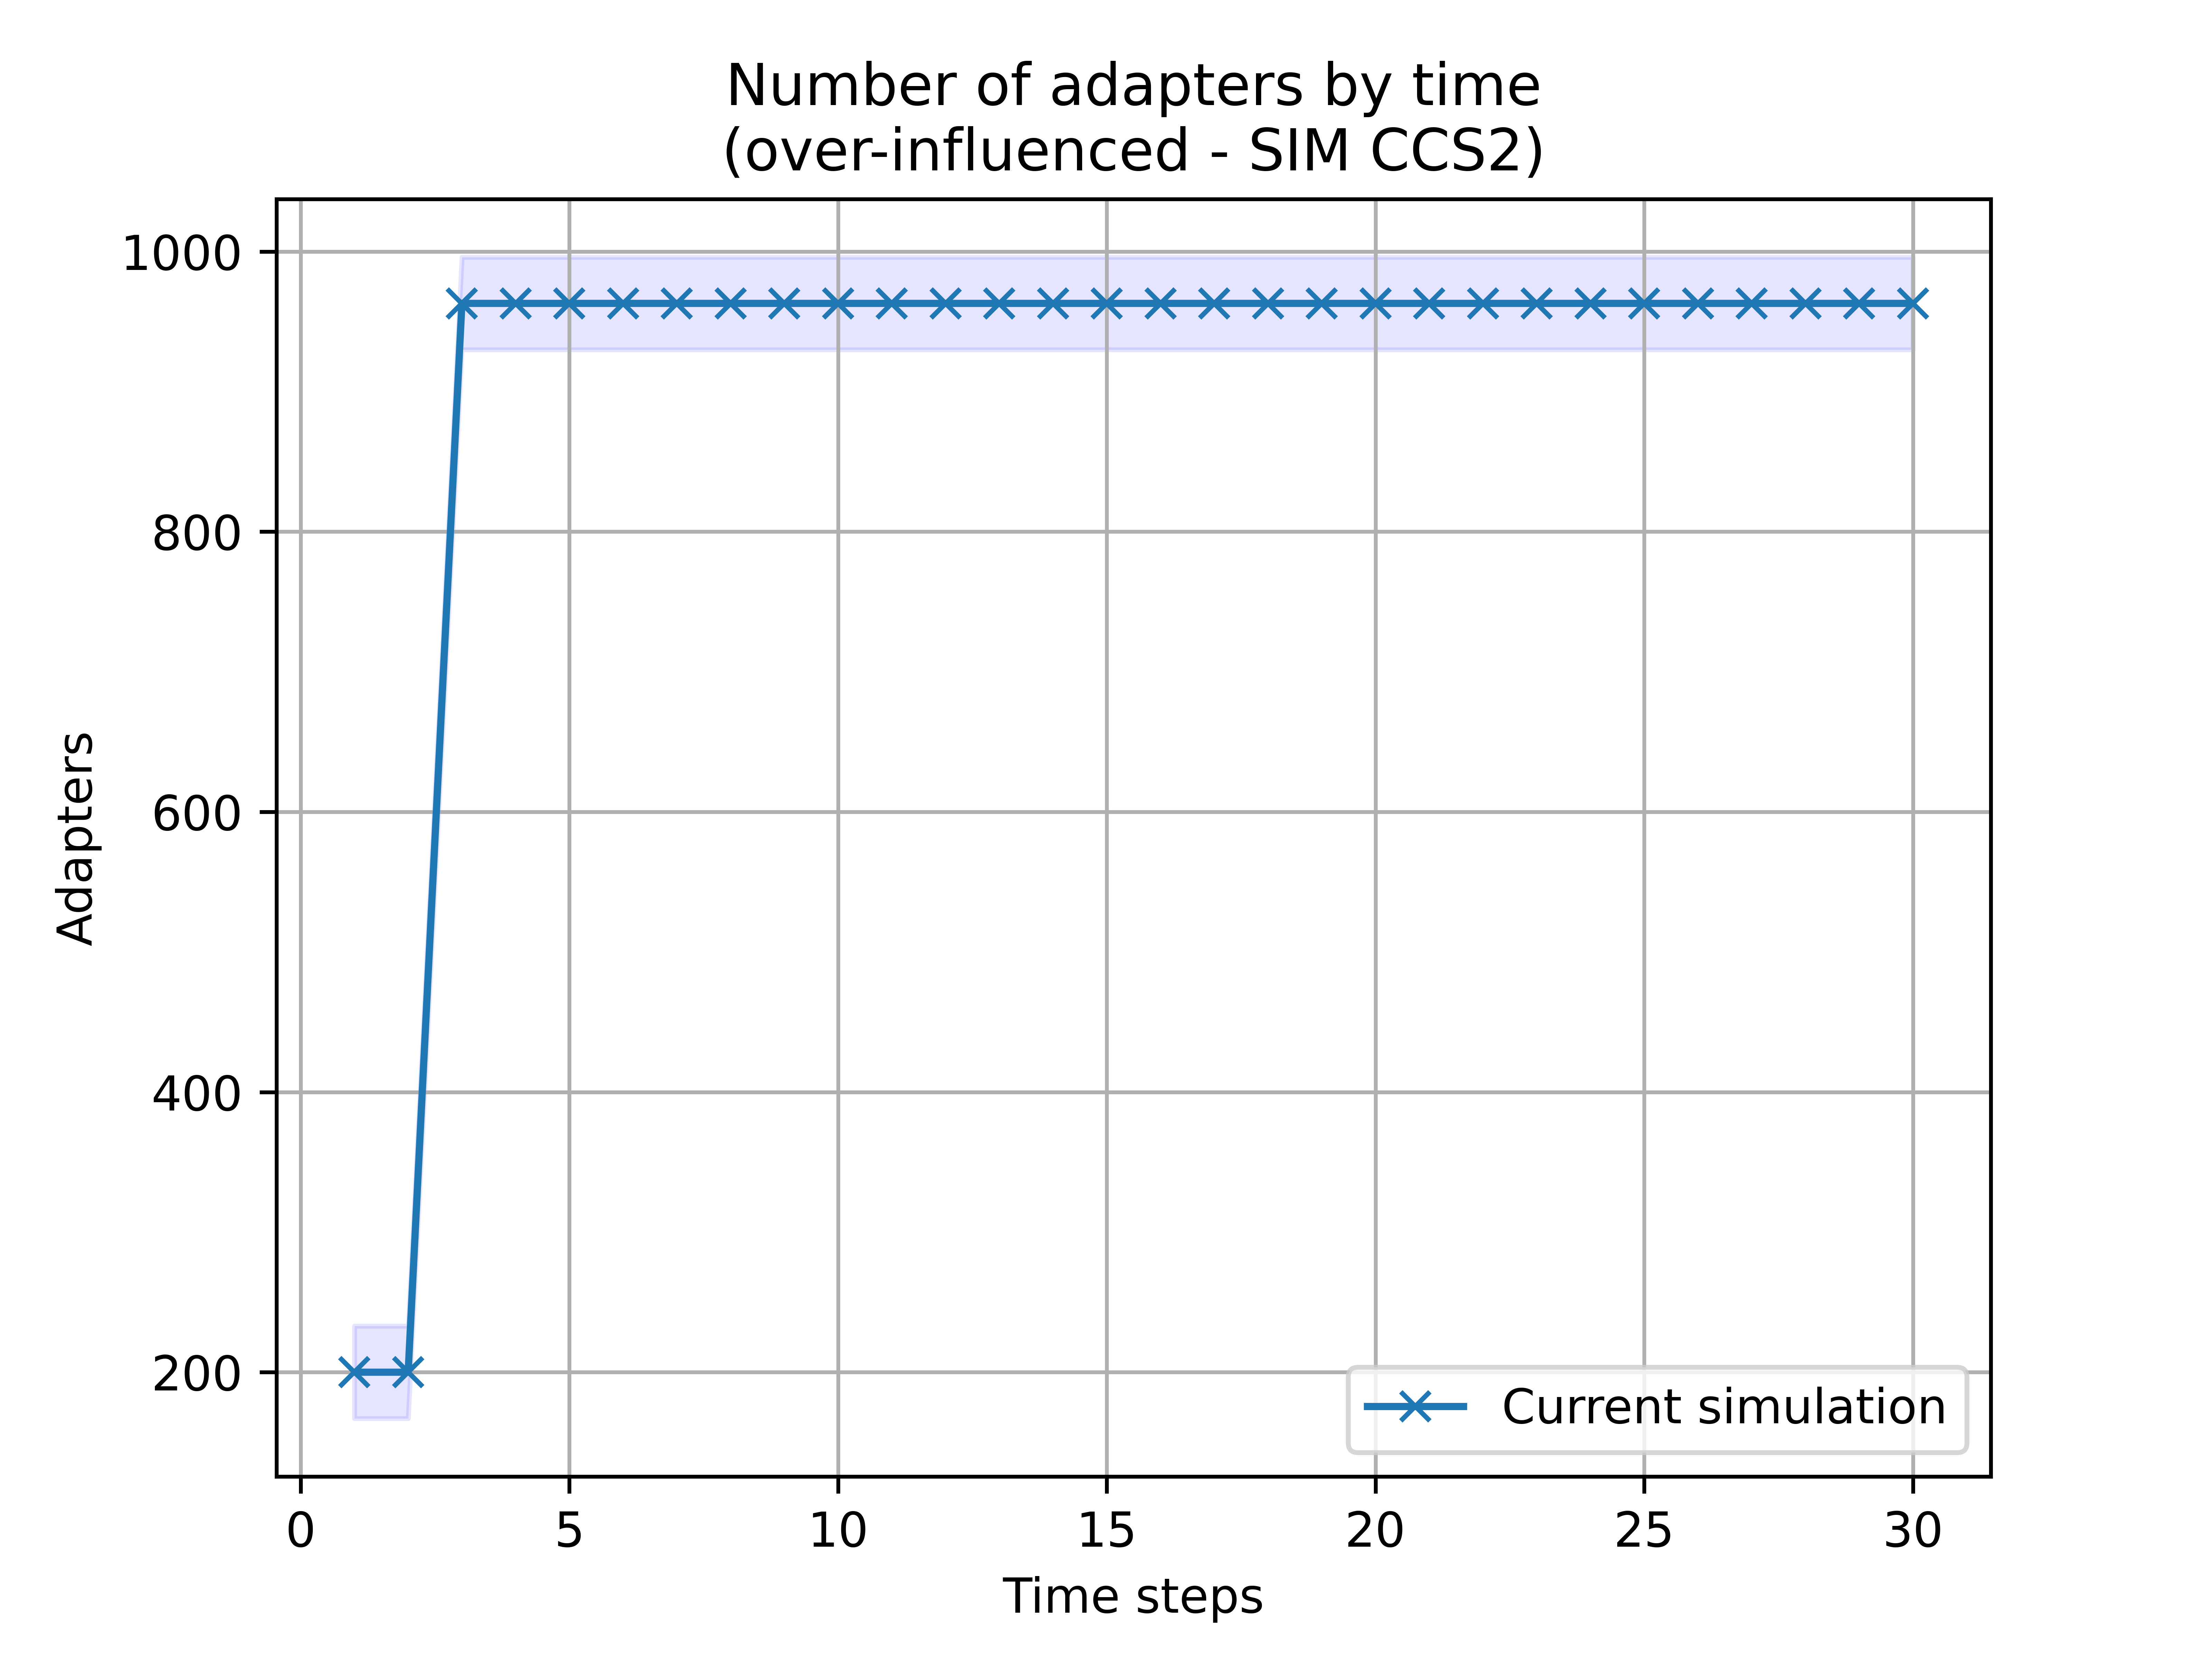 Number of adapters by time
(over-influenced - SIM CCS2)
1000
800
600
400
200
Adapters
Current simulation
0 5 10 15 20 25 30
Time steps